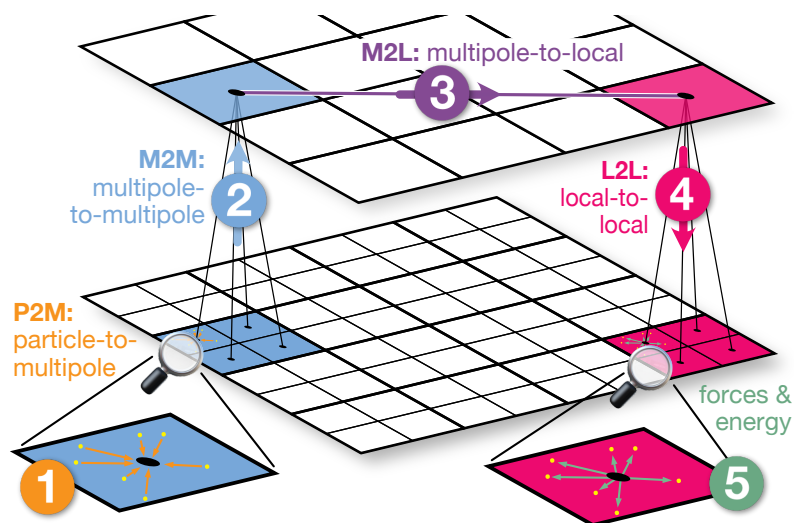 M2L: multipole-to-local
3
M2M:
multipole-
to-multipole
2
L2L:
local-to-
local
4
P2M:
particle-to-
multipole
forces &
energy
1
5